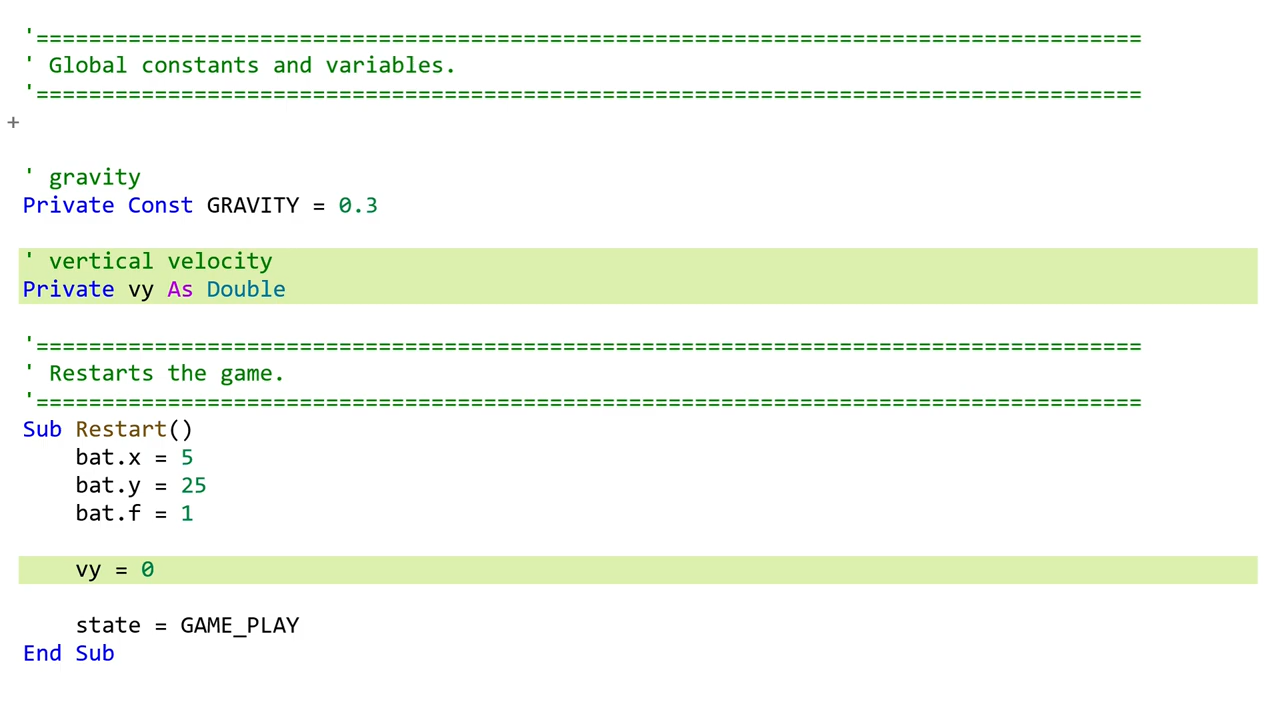 '====================================================================================
' Global constants and variables.
'====================================================================================
+
' gravity
Private Const GRAVITY = 0.3
' vertical velocity
Private vy As Double
'====================================================================================
' Restarts the game.
'====================================================================================
Sub Restart()
    bat.x = 5
    bat.y = 25
    bat.f = 1
    vy = 0
    state = GAME_PLAY
End Sub